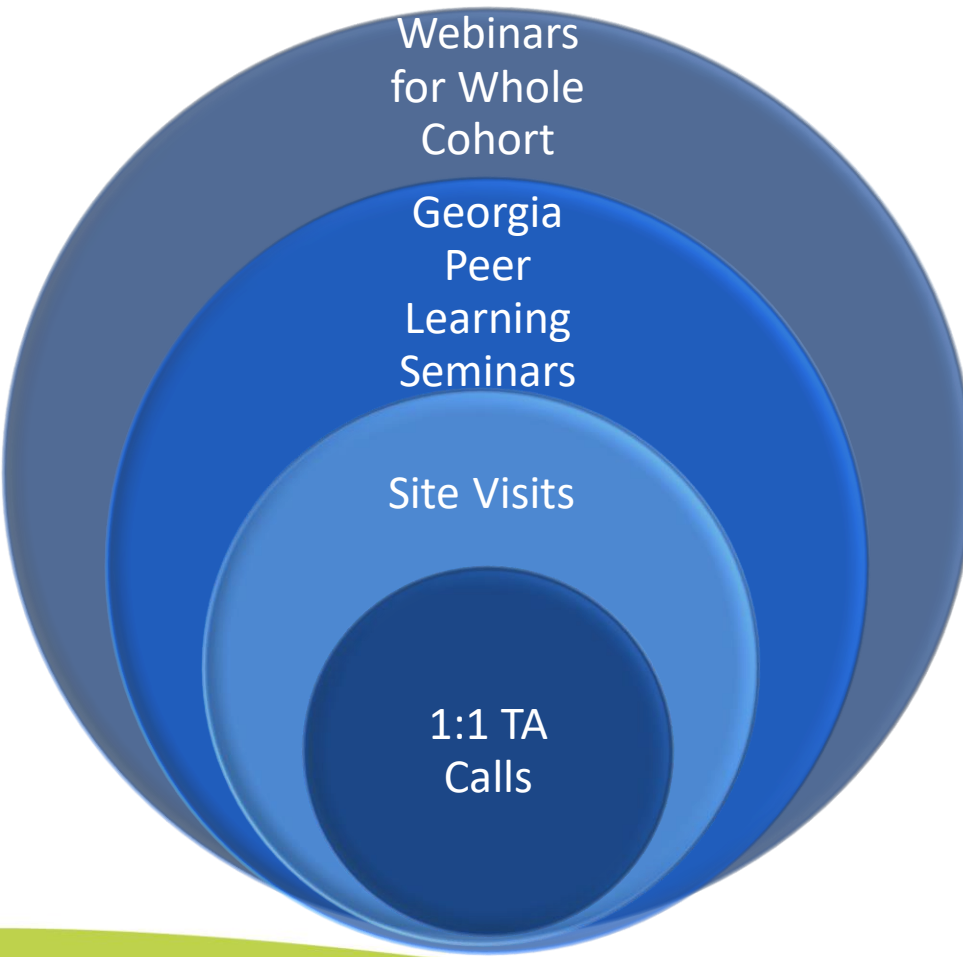 Webinars
for Whole
Cohort
Georgia
Peer
Learning
Seminars
Site Visits
1:1 TA
Calls